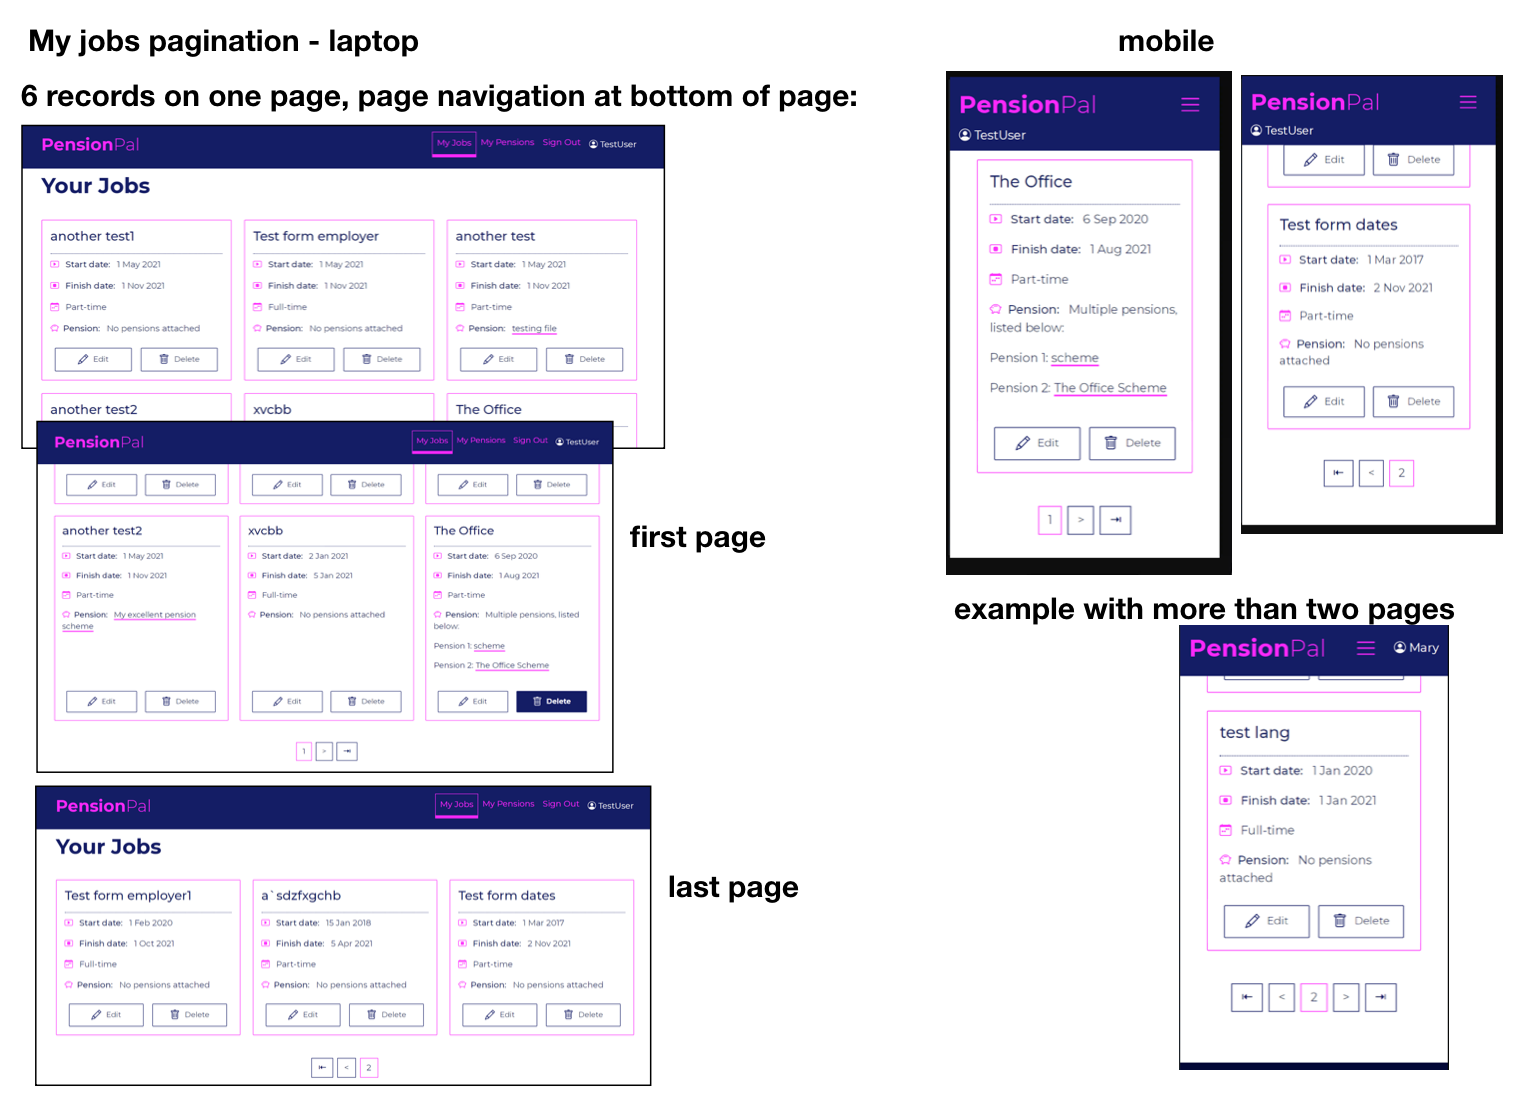 My jobs pagination - laptop
6 records on one page, page navigation at bottom of page:
PensionPal
My Jobs My Pensions Sign Out TestUser
Your Jobs
another test1 Test form employer another test
Start date: 1 May 2021 Start date: 1 May 2021 Start date: 1 May 2021
Finish date: 1 Nov 2021 Finish date: 1 Nov 2021 Finish date: 1 Nov 2021
Part-time Full-time Part-time
Pension: No pensions attached Pension: No pensions attached Pension: testing file
Edit Delete Edit Delete Edit Delete
another test2 xvcbb The Office
PensionPal
My Jobs My Pensions Sign Out TestUser
Edit Delete Edit Delete Edit Delete
another test2 xvcbb The Office
Start date: 1 May 2021 Start date: 2 Jan 2021 Start date: 6 Sep 2020
Finish date: 1 Nov 2021 Finish date: 5 Jan 2021 Finish date: 1 Aug 2021
Part-time Full-time Part-time
Pension: My excellent pension Pension: No pensions attached Pension: Multiple pensions, listed
scheme below:
Pension 1: scheme
Pension 2: The Office Scheme
Edit Delete Edit Delete Edit Delete
1 >
first page
PensionPal
My Jobs My Pensions Sign Out TestUser
Your Jobs
Test form employer1 a`sdzfxgchb Test form dates
Start date: 1 Feb 2020 Start date: 15 Jan 2018 Start date: 1 Mar 2017
Finish date: 1 Oct 2021 Finish date: 5 Apr 2021 Finish date: 2 Nov 2021
Full-time Part-time Part-time
Pension: No pensions attached Pension: No pensions attached Pension: No pensions attached
Edit Delete Edit Delete Edit Delete
< 2
last page
mobile
PensionPal
TestUser
The Office
Start date: 6 Sep 2020
Finish date: 1 Aug 2021
Part-time
Pension: Multiple pensions,
listed below:
Pension 1: scheme
Pension 2: The Office Scheme
Edit Delete
1 >
PensionPal
TestUser
Edit Delete
Test form dates
Start date: 1 Mar 2017
Finish date: 2 Nov 2021
Part-time
Pension: No pensions
attached
Edit Delete
< 2
example with more than two pages
PensionPal Mary
test lang
Start date: 1 Jan 2020
Finish date: 1 Jan 2021
Full-time
Pension: No pensions
attached
Edit Delete
< 2 >